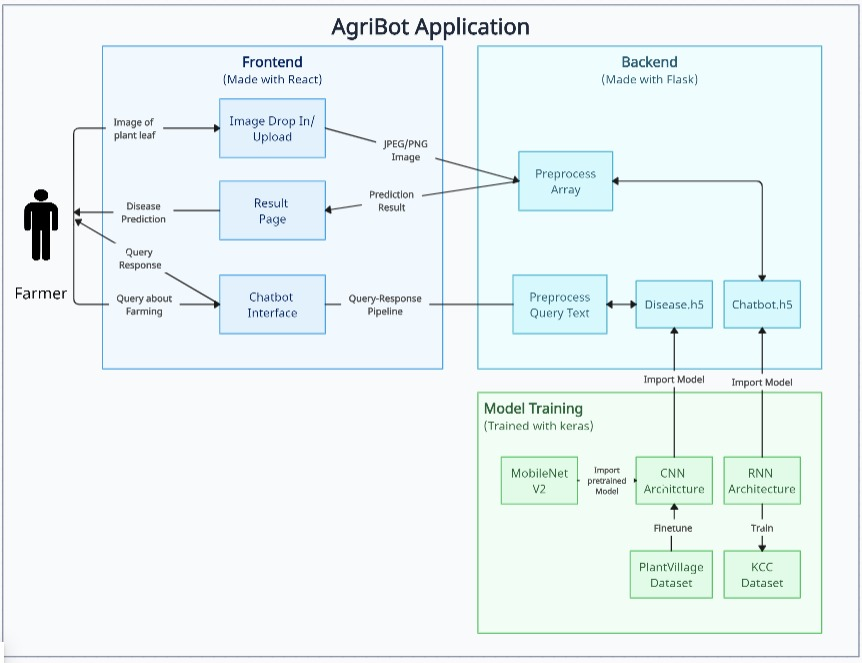 AgriBot Application
Frontend
(Made with React)
Backend
(Made with Flask)
Image of
plant leaf
Image Drop In/
Upload
JPEG/PNG
Image
Preprocess
Array
Disease
Prediction
Result
Page
Prediction
Result
Query
Response
Farmer
Query about
Farming
Chatbot
Interface
Query-Response
Pipeline
Preprocess
Query Text
Disease.h5
Chatbot.h5
Import Model
Import Model
Model Training
(Trained with keras)
MobileNet
V2
Import
pretrained
Model
CNN
Arcnitcture
RNN
Architecture
Finetune
Train
PlantVillage
Dataset
KCC
Dataset